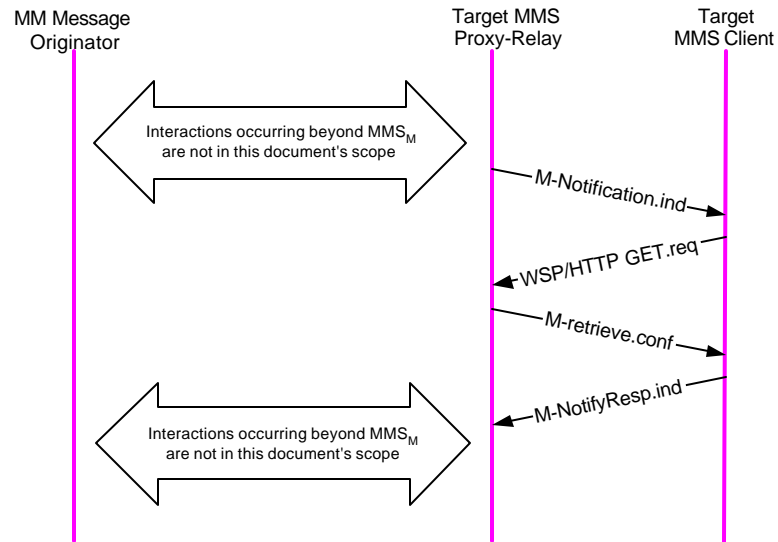 MM Message
Originator
Target MMS
Proxy-Relay
Target
MMS Client
Interactions occurring beyond MMSM
are not in this document's scope
M-Notification.ind
WSP/HTTP GET.req
M-retrieve.conf
M-NotifyResp.ind
Interactions occurring beyond MMSM
are not in this document's scope